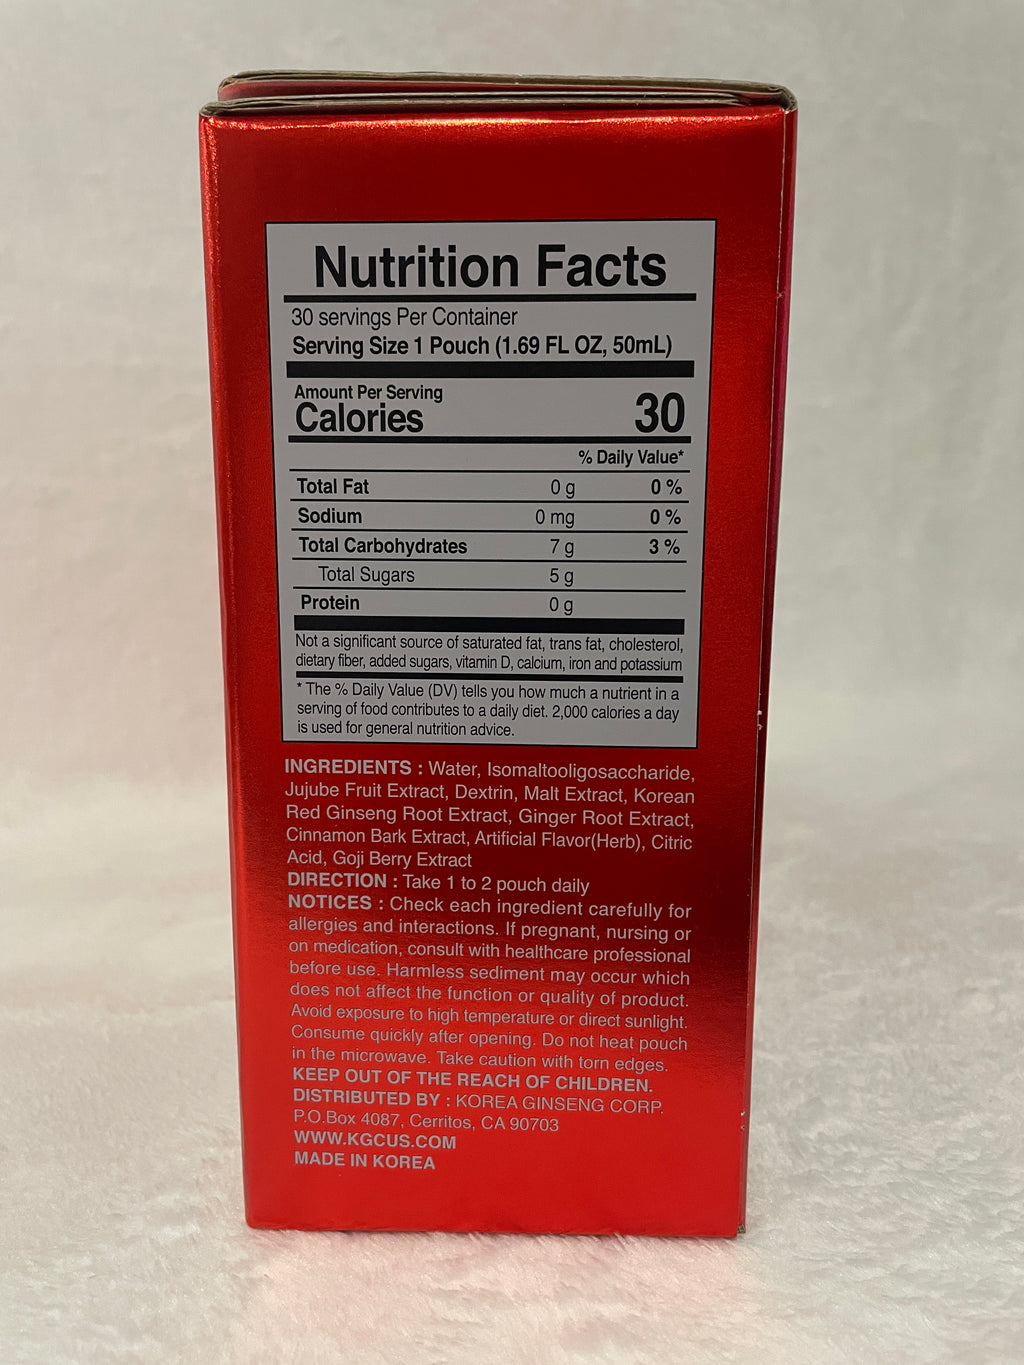 Nutrition Facts
30 servings Per Container
Serving Size 1 Pouch (1.69 FL OZ, 50mL)
Amount Per Serving
Calories 30
% Daily Value*
Total Fat 0 g 0 %
Sodium 0 mg 0 %
Total Carbohydrates 7 g 3 %
Total Sugars 5 g
Protein 0 g
Not a significant source of saturated fat, trans fat, cholesterol,
dietary fiber, added sugars, vitamin D, calcium, iron and potassium
* The % Daily Value (DV) tells you how much a nutrient in a
serving of food contributes to a daily diet. 2,000 calories a day
is used for general nutrition advice.
INGREDIENTS : Water, Isomaltooligosaccharide,
Jujube Fruit Extract, Dextrin, Malt Extract, Korean
Red Ginseng Root Extract, Ginger Root Extract,
Cinnamon Bark Extract, Artificial Flavor(Herb), Citric
Acid, Goji Berry Extract
DIRECTION : Take 1 to 2 pouch daily
NOTICES : Check each ingredient carefully for
allergies and interactions. If pregnant, nursing or
on medication, consult with healthcare professional
before use. Harmless sediment may occur which
does not affect the function or quality of product.
Avoid exposure to high temperature or direct sunlight.
Consume quickly after opening. Do not heat pouch
in the microwave. Take caution with torn edges.
KEEP OUT OF THE REACH OF CHILDREN.
DISTRIBUTED BY : KOREA GINSENG CORP.
P.O.Box 4087, Cerritos, CA 90703
WWW.KGCUS.COM
MADE IN KOREA